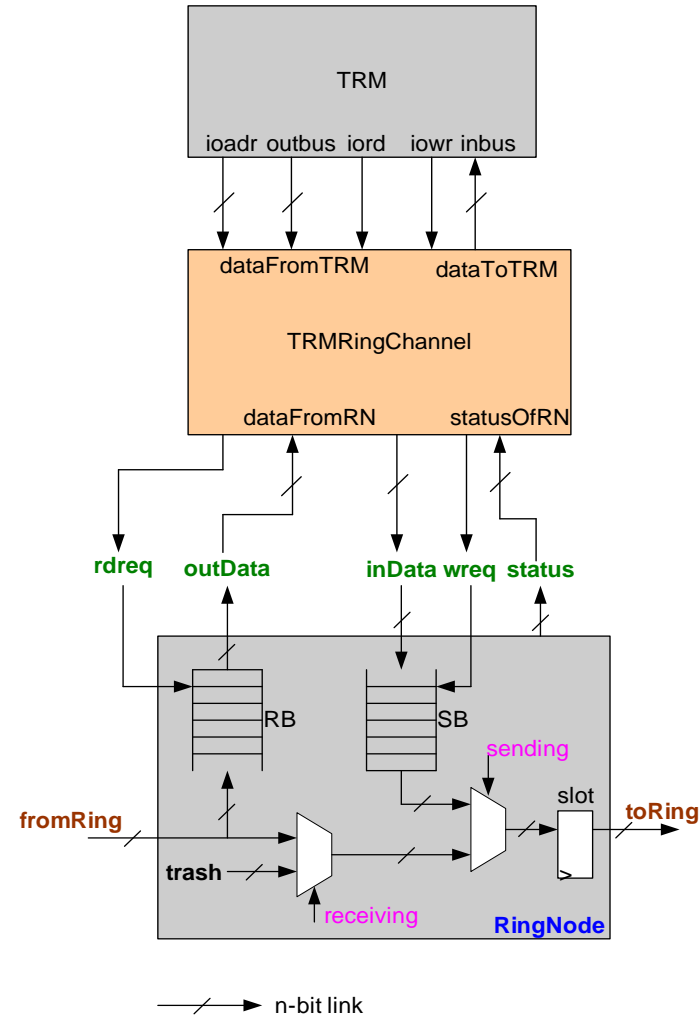 TRM
ioadr outbus iord iowr inbus
dataFromTRM dataToTRM
TRMRingChannel
dataFromRN statusOfRN
rdreq outData inData wreq status
RB SB
sending
slot
fromRing toRing
trash
receiving
RingNode
n-bit link